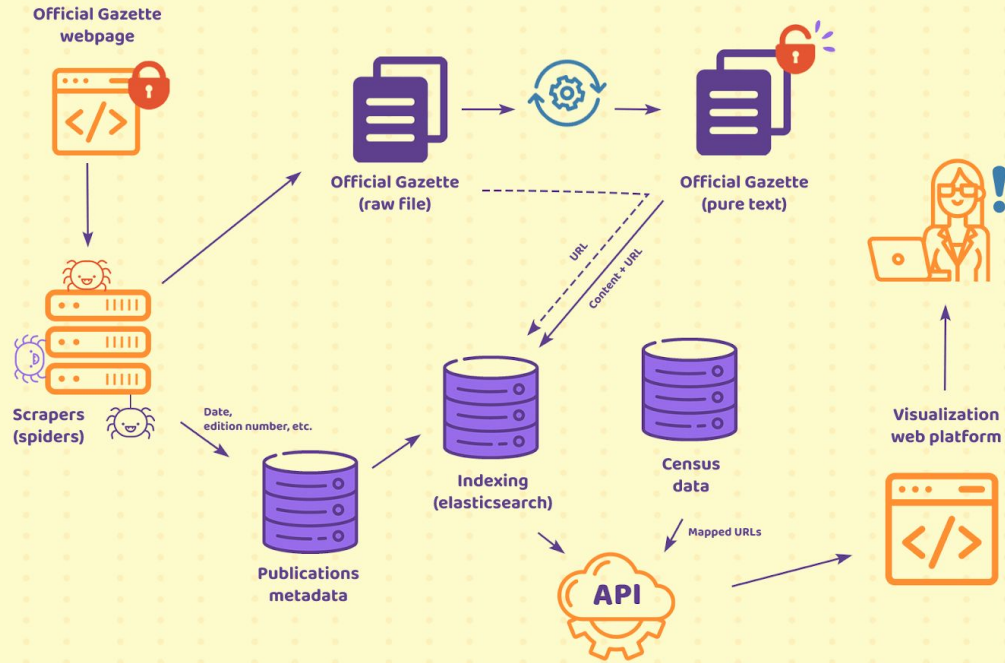 Official Gazette
webpage
Official Gazette
(raw file)
Official Gazette
(pure text)
URL
Content + URL
Scrapers
(spiders)
Date,
edition number, etc.
Publications
metadata
Indexing
(elasticsearch)
Census
data
Mapped URLs
API
Visualization
web platform